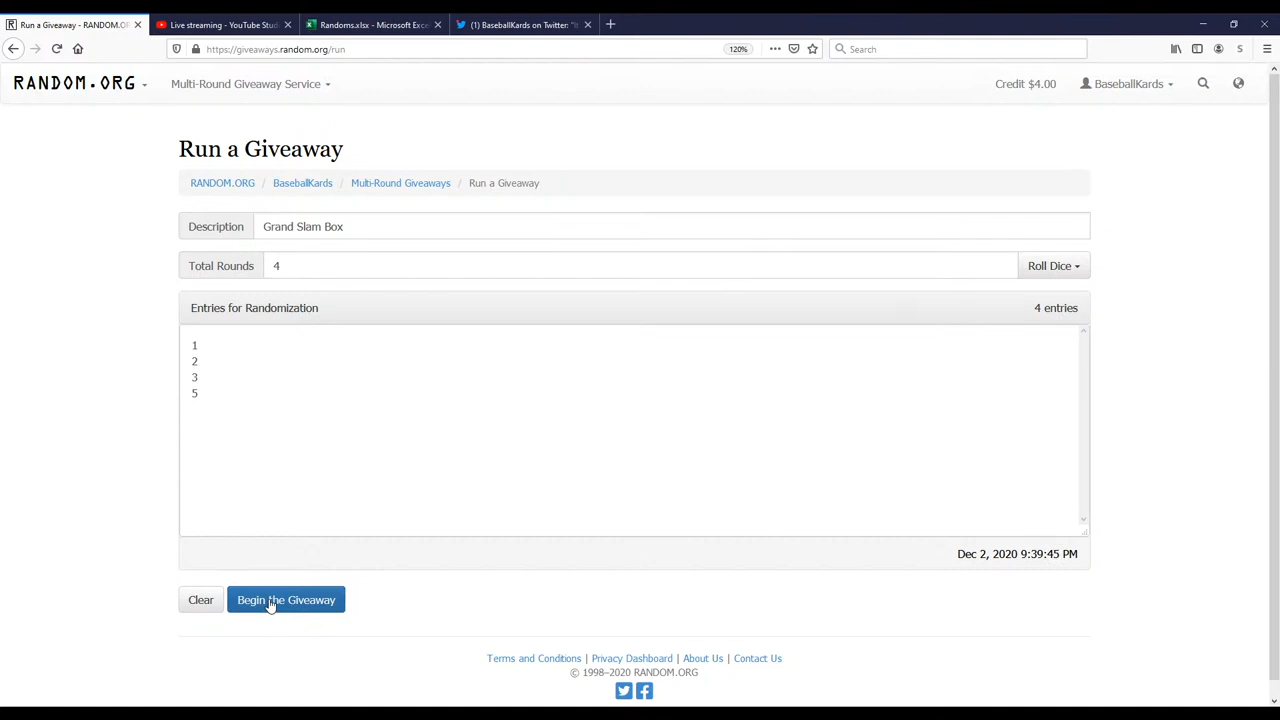 Run a Giveaway - RANDOM.OR
Live streaming - YouTube Stud
Randoms.xlsx - Microsoft Exce
(1) BaseballKards on Twitter: "It
https://giveaways.random.org/run
120%
Search
S
RANDOM.ORG
Multi-Round Giveaway Service
Credit $4.00
BaseballKards
Run a Giveaway
RANDOM.ORG / BaseballKards / Multi-Round Giveaways / Run a Giveaway
Description Grand Slam Box
Total Rounds 4 Roll Dice
Entries for Randomization 4 entries
1
2
3
5
Dec 2, 2020 9:39:45 PM
Clear Begin the Giveaway
Terms and Conditions | Privacy Dashboard | About Us | Contact Us
© 1998–2020 RANDOM.ORG